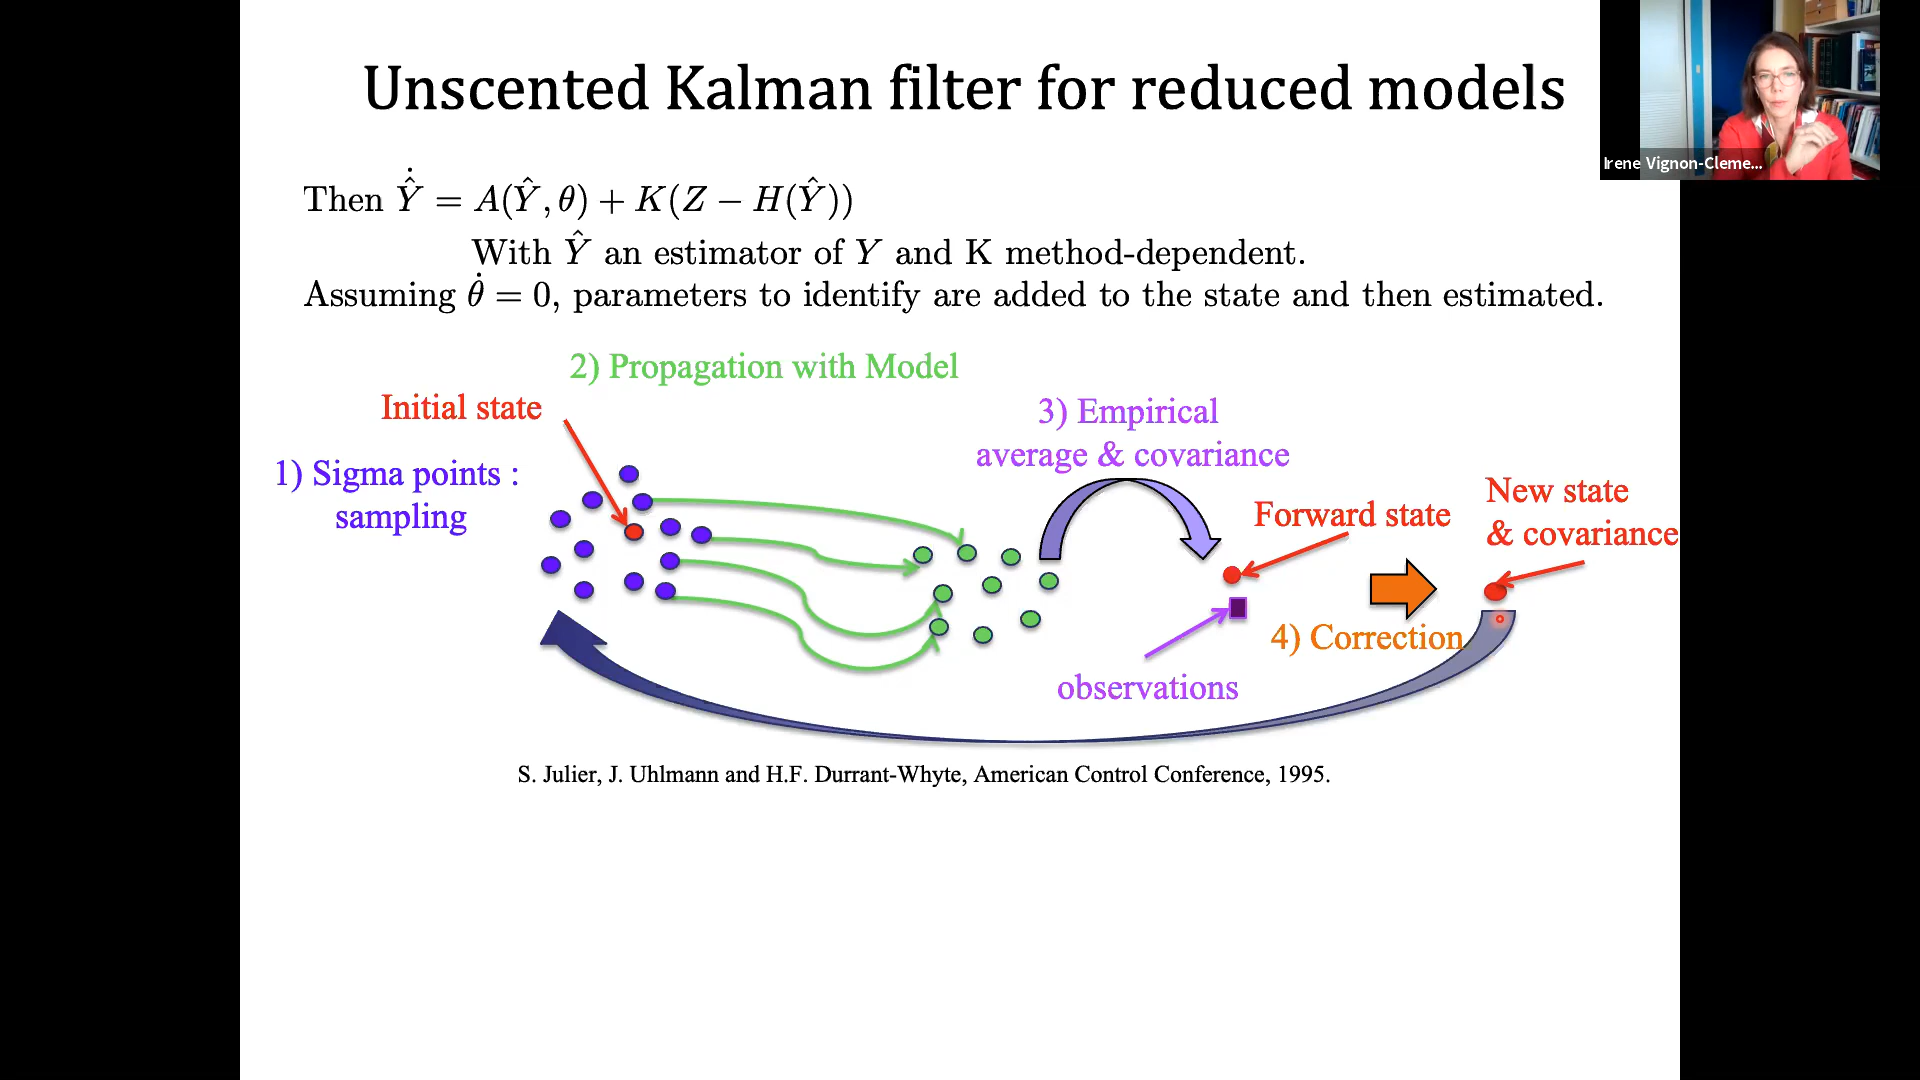 Unscented Kalman filter for reduced models
Irene Vignon-Cleme...
Then $\dot{\hat{Y}} = A(\hat{Y}, \theta) + K(Z - H(\hat{Y}))$
With $\hat{Y}$ an estimator of $Y$ and K method-dependent.
Assuming $\dot{\theta} = 0$, parameters to identify are added to the state and then estimated.
2) Propagation with Model
Initial state
3) Empirical
average & covariance
1) Sigma points :
sampling
Forward state
New state
& covariance
4) Correction
observations
S. Julier, J. Uhlmann and H.F. Durrant-Whyte, American Control Conference, 1995.